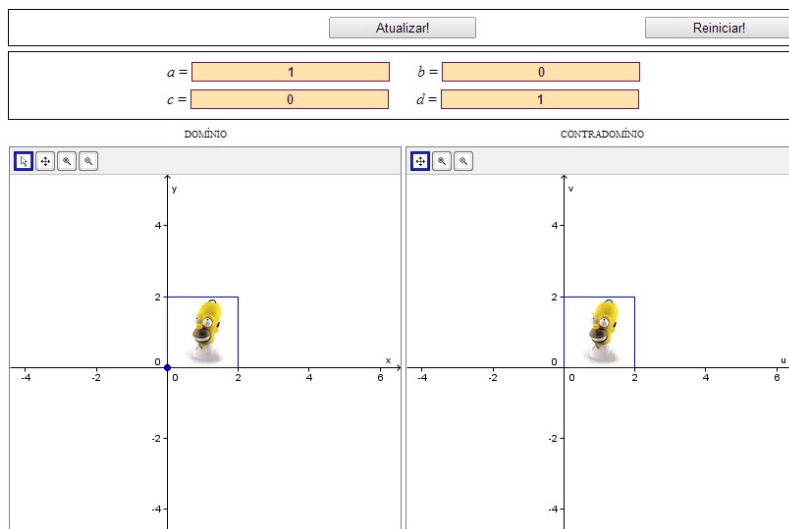 Atualizar! Reiniciar!
a = 1 b = 0
c = 0 d = 1
DOMÍNIO CONTRADOMÍNIO
y v
4 4
2 2
0 x 0 u
-4 -2 0 2 4 6 -4 -2 0 2 4 6
-2 -2
-4 -4